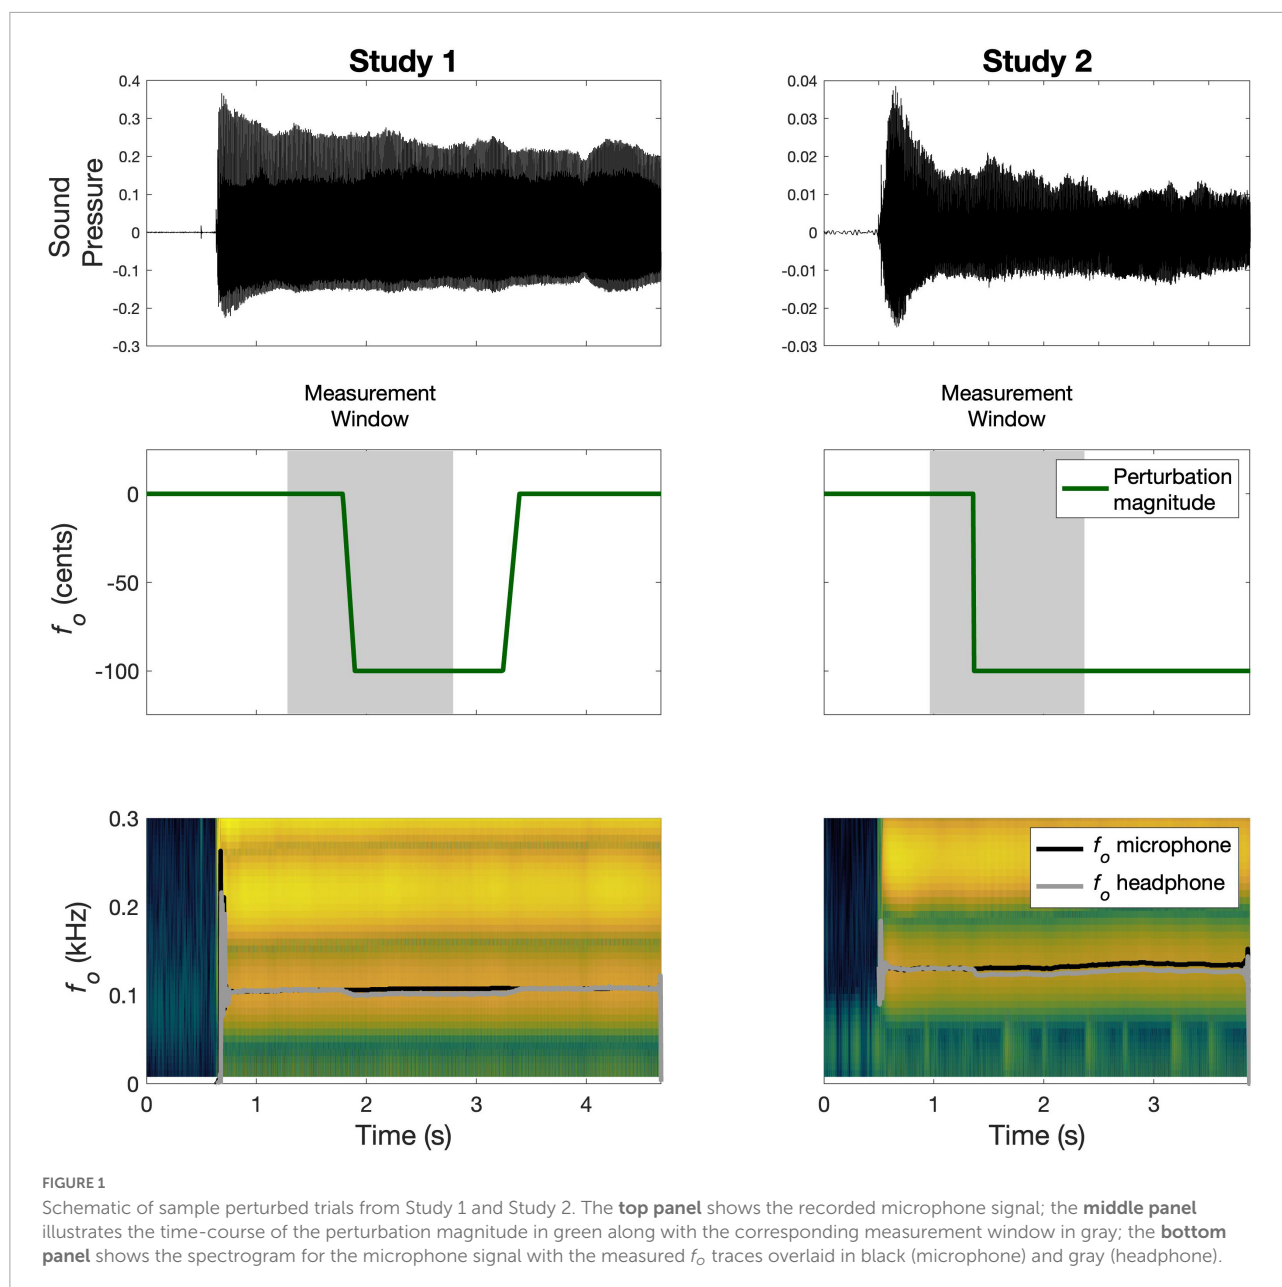 Study 1
Study 2
Sound
Pressure
0.4
0.3
0.2
0.1
0
-0.1
-0.2
-0.3
0.04
0.03
0.02
0.01
0
-0.01
-0.02
-0.03
Measurement
Window
Measurement
Window
fo (cents)
0
-50
-100
Perturbation
magnitude
fo (kHz)
0.3
0.2
0.1
0
0 1 2 3 4
Time (s)
fo microphone
fo headphone
0 1 2 3
Time (s)
FIGURE 1
Schematic of sample perturbed trials from Study 1 and Study 2. The top panel shows the recorded microphone signal; the middle panel
illustrates the time-course of the perturbation magnitude in green along with the corresponding measurement window in gray; the bottom
panel shows the spectrogram for the microphone signal with the measured fo traces overlaid in black (microphone) and gray (headphone).